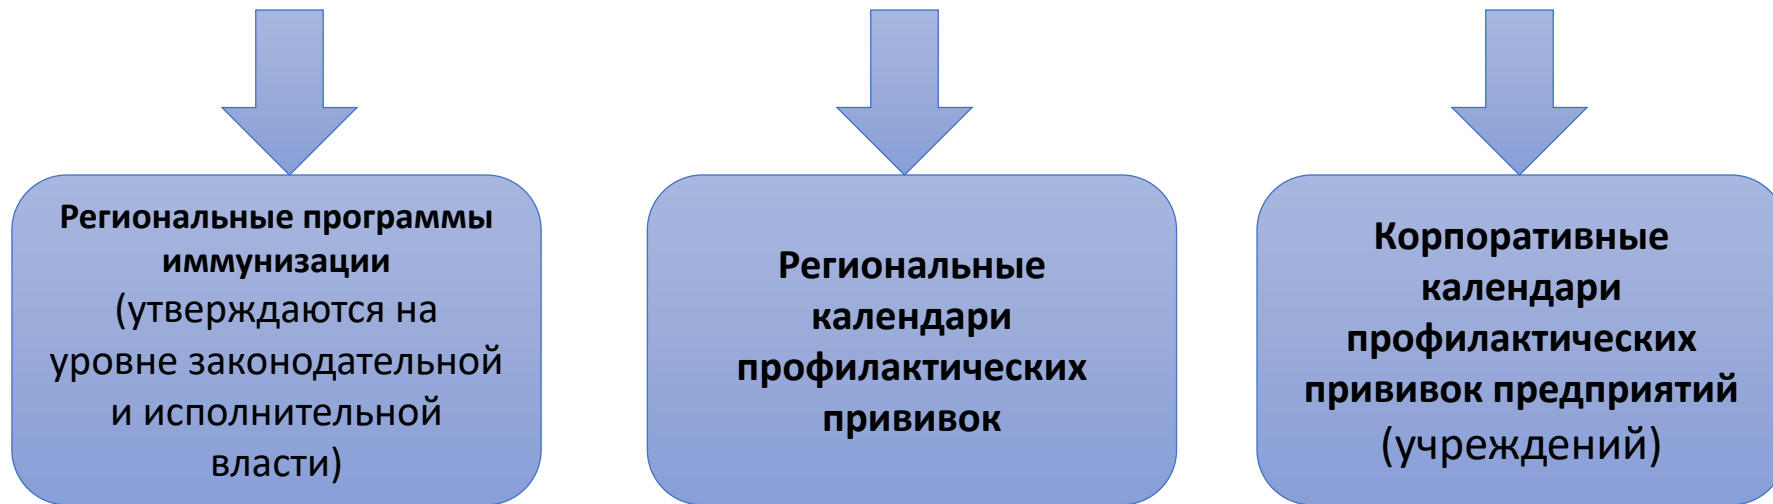 Региональные программы
иммунизации
(утверждаются на
уровне законодательной
и исполнительной
власти)
Региональные
календари
профилактических
прививок
Корпоративные
календари
профилактических
прививок предприятий
(учреждений)